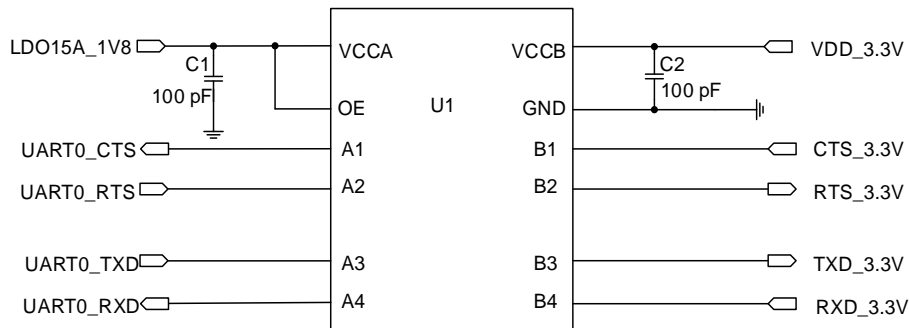 LDO15A_1V8 VCCA VCCB VDD_3.3V
C1 C2
100 pF 100 pF
OE U1 GND
UART0_CTS A1 B1 CTS_3.3V
UART0_RTS A2 B2 RTS_3.3V
UART0_TXD A3 B3 TXD_3.3V
UART0_RXD A4 B4 RXD_3.3V